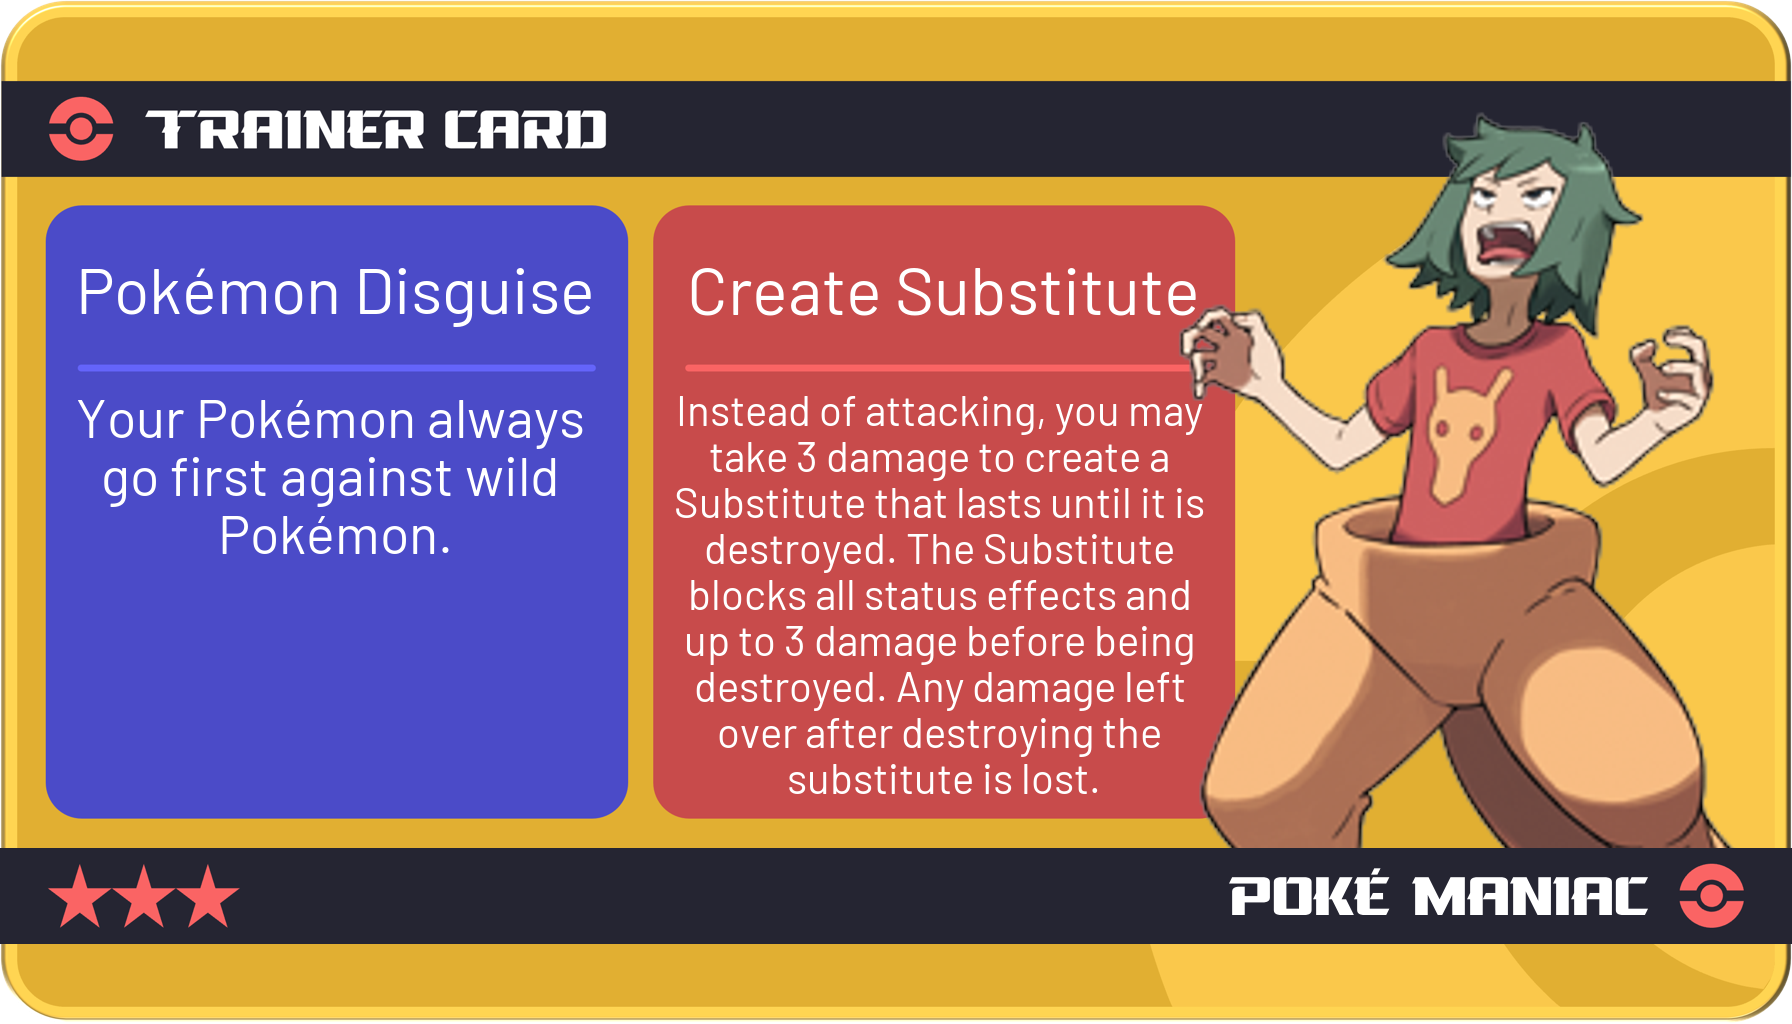 TRAINER CARD
Pokémon Disguise
Your Pokémon always
go first against wild
Pokémon.
Create Substitute
Instead of attacking, you may
take 3 damage to create a
Substitute that lasts until it is
destroyed. The Substitute
blocks all status effects and
up to 3 damage before being
destroyed. Any damage left
over after destroying the
substitute is lost.
POKÉ MANIAC